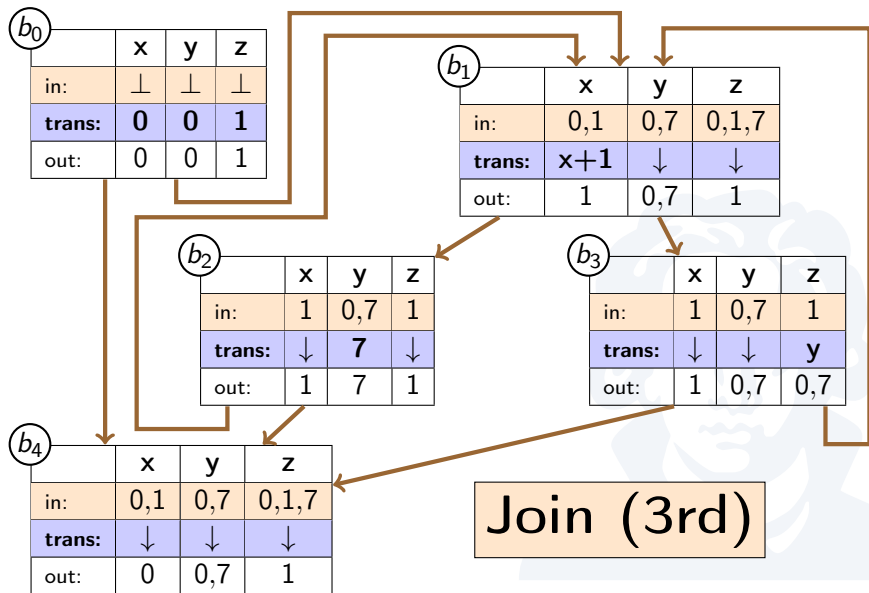 b₀
x y z
in: ⊥ ⊥ ⊥
trans: 0 0 1
out: 0 0 1
b₁
x y z
in: 0,1 0,7 0,1,7
trans: x+1 ↓ ↓
out: 1 0,7 1
b₂
x y z
in: 1 0,7 1
trans: ↓ 7 ↓
out: 1 7 1
b₃
x y z
in: 1 0,7 1
trans: ↓ ↓ y
out: 1 0,7 0,7
b₄
x y z
in: 0,1 0,7 0,1,7
trans: ↓ ↓ ↓
out: 0 0,7 1
Join (3rd)